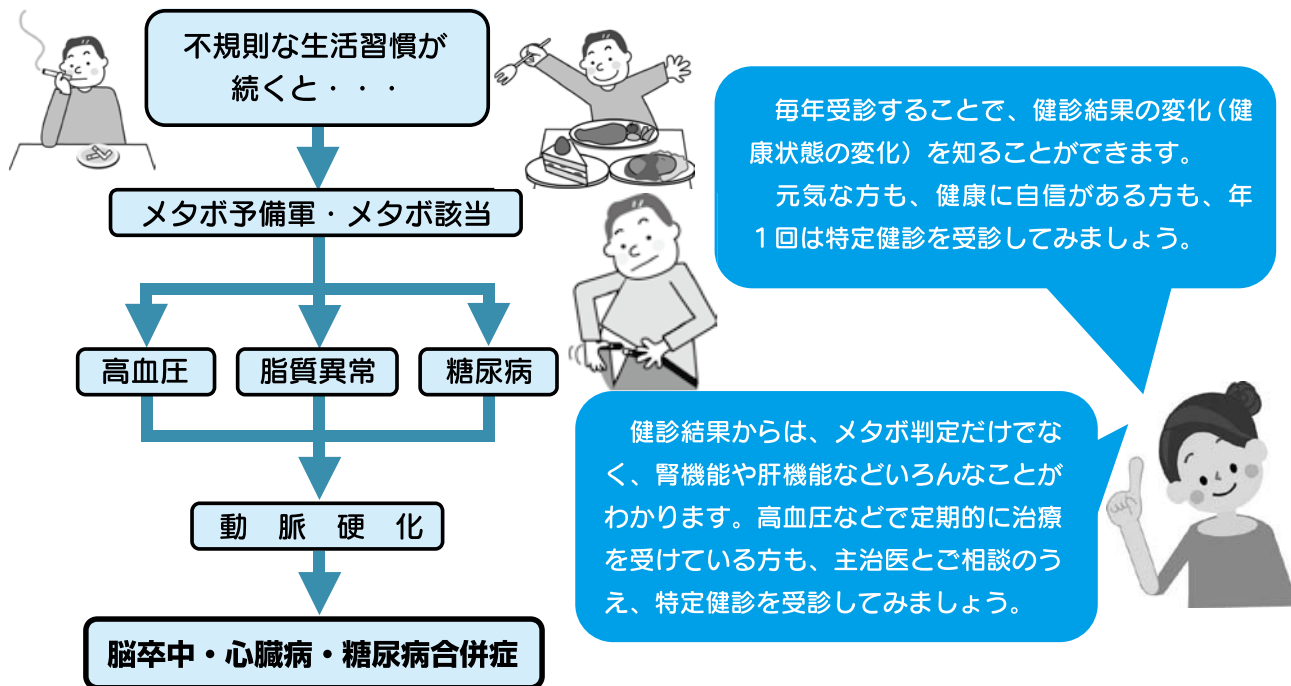 不規則な生活習慣が
続くと・・・
メタボ予備軍・メタボ該当
高血圧
脂質異常
糖尿病
動　脈　硬　化
脳卒中・心臓病・糖尿病合併症
　毎年受診することで、健診結果の変化（健
康状態の変化）を知ることができます。
　元気な方も、健康に自信がある方も、年
１回は特定健診を受診してみましょう。
　健診結果からは、メタボ判定だけでな
く、腎機能や肝機能などいろんなことが
わかります。高血圧などで定期的に治療
を受けている方も、主治医とご相談のう
え、特定健診を受診してみましょう。